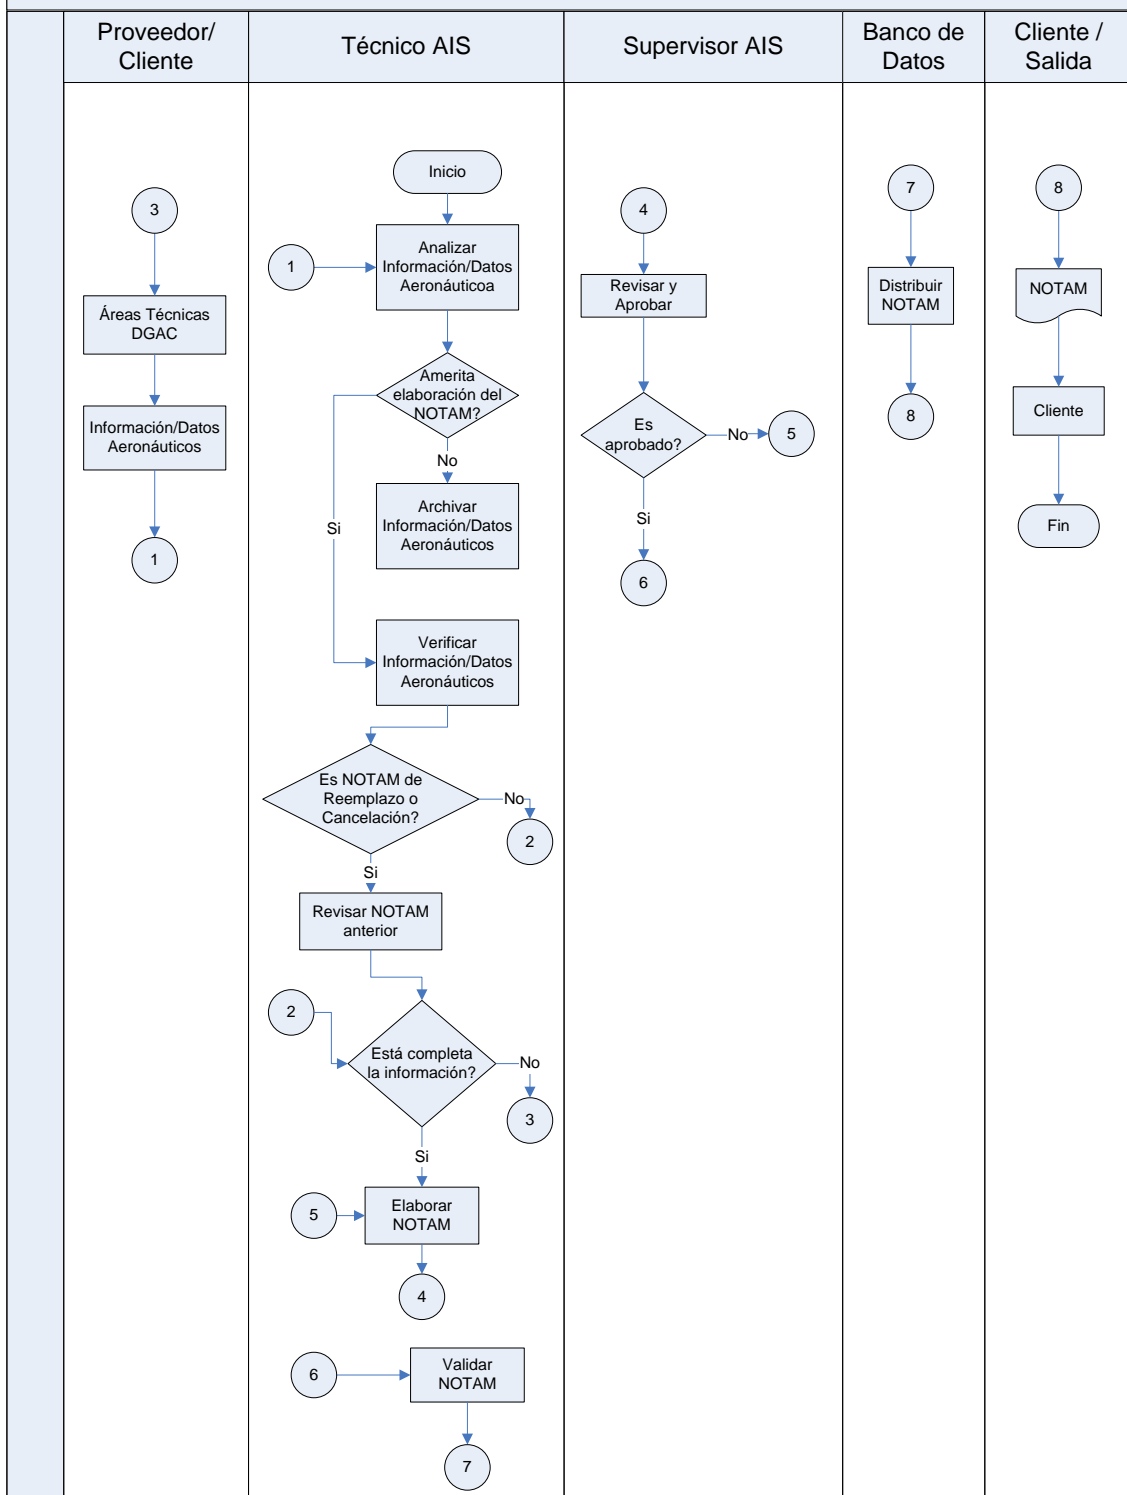 Proveedor/
Cliente
Técnico AIS
Supervisor AIS
Banco de
Datos
Cliente /
Salida
3
Áreas Técnicas
DGAC
Información/Datos
Aeronáuticos
1
Inicio
1
Analizar
Información/Datos
Aeronáuticoa
Amerita
elaboración del
NOTAM?
No
Si
Archivar
Información/Datos
Aeronáuticos
Verificar
Información/Datos
Aeronáuticos
Es NOTAM de
Reemplazo o
Cancelación?
No
2
Si
Revisar NOTAM
anterior
2
Está completa
la información?
No
3
Si
5
Elaborar
NOTAM
4
6
Validar
NOTAM
7
4
Revisar y
Aprobar
Es
aprobado?
No
5
Si
6
7
Distribuir
NOTAM
8
8
NOTAM
Cliente
Fin